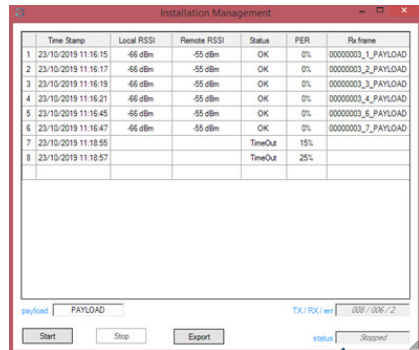 Installation Management
Time Stamp Local RSSI Remote RSSI Status PER Rx frame
1 23/10/2019 11:16:15 -66 dBm -55 dBm OK 0% 00000003_1_PAYLOAD
2 23/10/2019 11:16:17 -66 dBm -55 dBm OK 0% 00000003_2_PAYLOAD
3 23/10/2019 11:16:19 -66 dBm -55 dBm OK 0% 00000003_3_PAYLOAD
4 23/10/2019 11:16:21 -66 dBm -55 dBm OK 0% 00000003_4_PAYLOAD
5 23/10/2019 11:16:45 -66 dBm -55 dBm OK 0% 00000003_6_PAYLOAD
6 23/10/2019 11:16:47 -66 dBm -55 dBm OK 0% 00000003_7_PAYLOAD
7 23/10/2019 11:18:55 TimeOut 15%
8 23/10/2019 11:18:57 TimeOut 25%
payload PAYLOAD TX / RX / err 008 / 006 / 2
Start Stop Export status Stopped